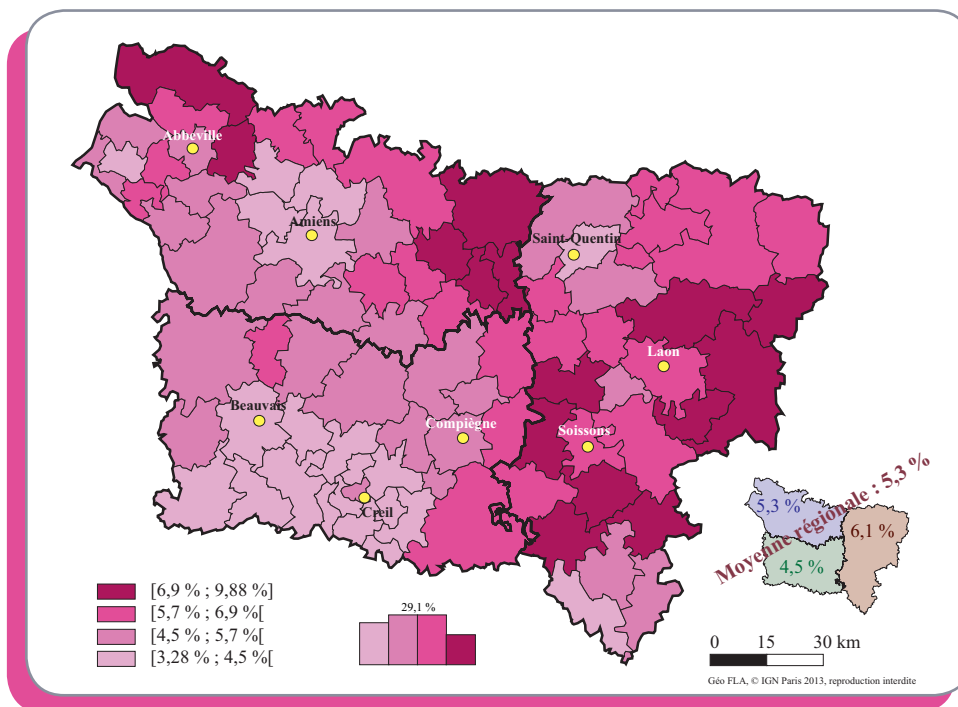 Abbeville
Amiens
Saint-Quentin
Laon
Beauvais
Compiègne
Soissons
Creil
[6,9 % ; 9,88 %]
[5,7 % ; 6,9 %[
[4,5 % ; 5,7 %[
[3,28 % ; 4,5 %[
29,1 %
Moyenne régionale : 5,3 %
5,3 %
6,1 %
4,5 %
0 15 30 km
Géo FLA, © IGN Paris 2013, reproduction interdite